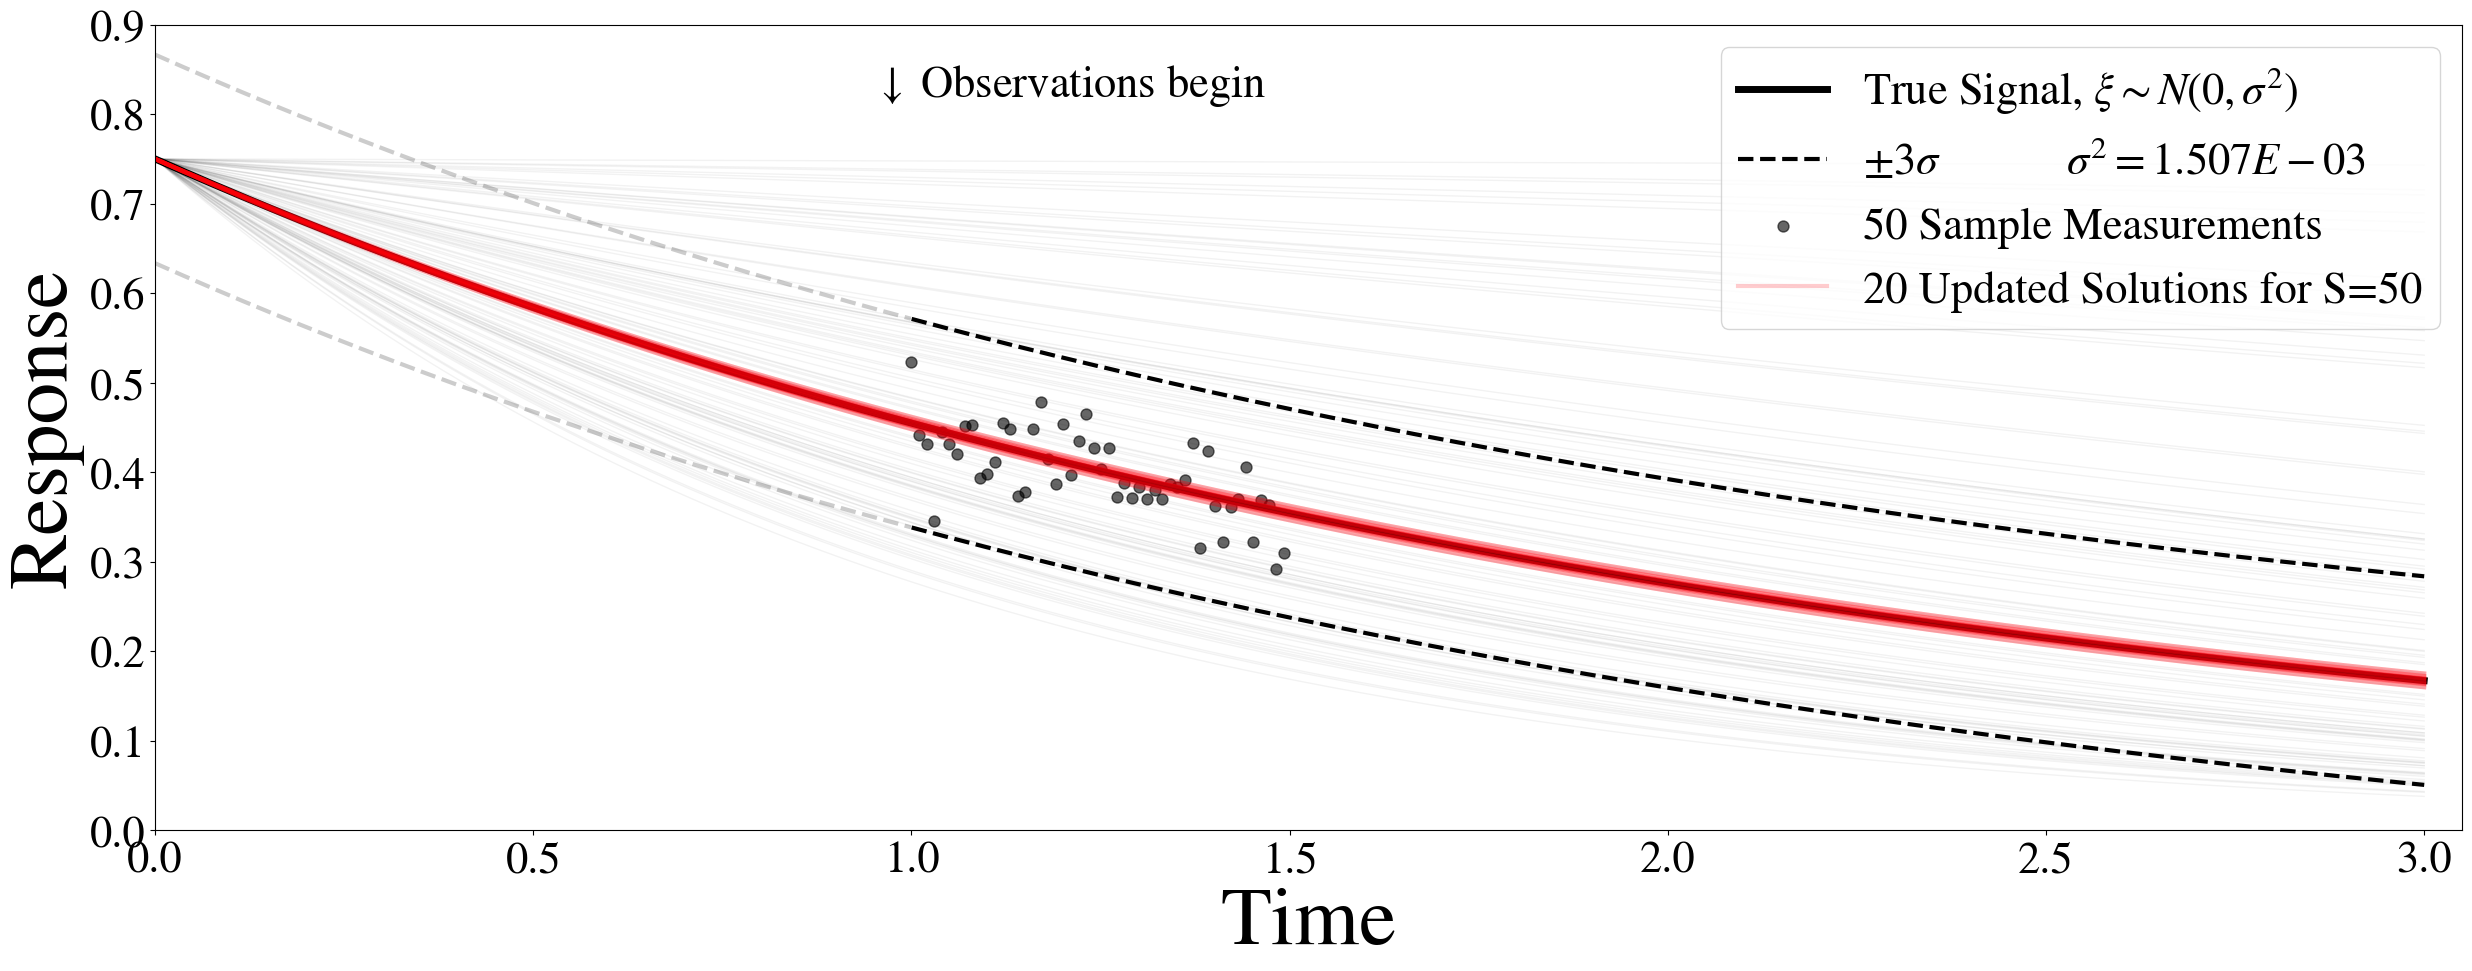 0.9
0.8
0.7
0.6
0.5
0.4
0.3
0.2
0.1
0.0
Response
↓ Observations begin
True Signal, ξ ~ N(0, σ²)
±3σ σ² = 1.507E − 03
50 Sample Measurements
20 Updated Solutions for S=50
0.0 0.5 1.0 1.5 2.0 2.5 3.0
Time